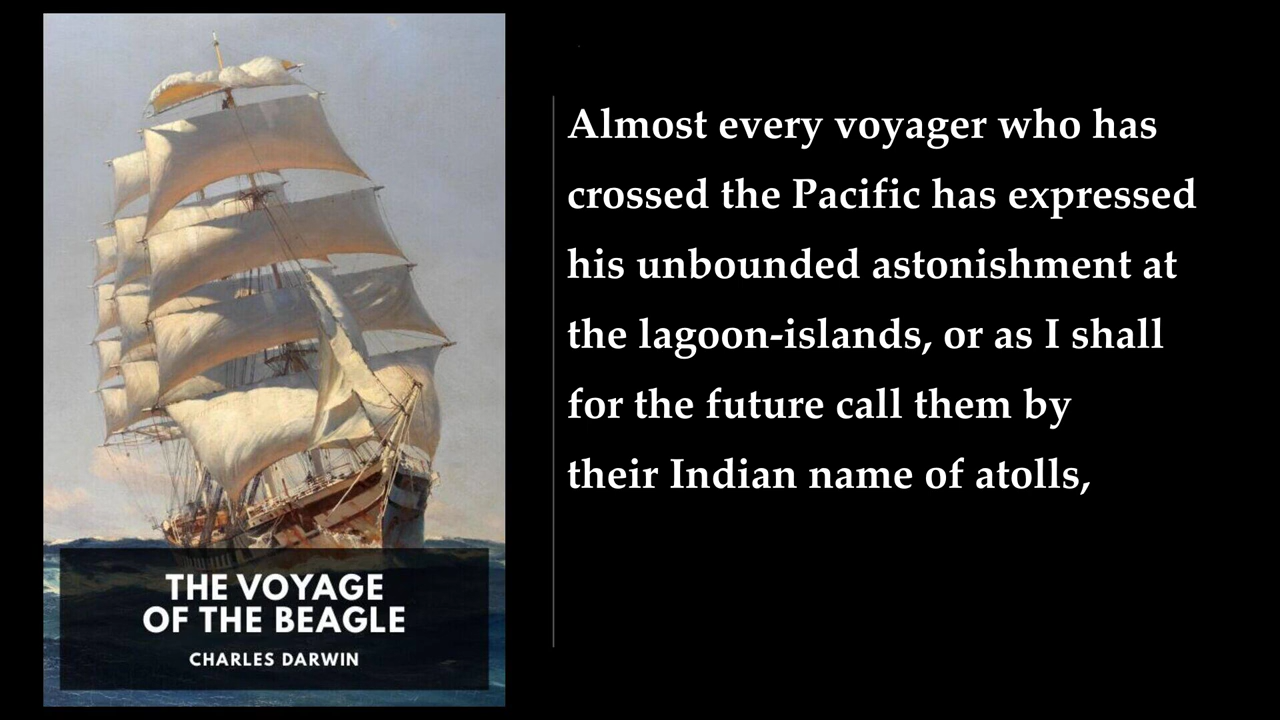 THE VOYAGE
OF THE BEAGLE
CHARLES DARWIN
Almost every voyager who has
crossed the Pacific has expressed
his unbounded astonishment at
the lagoon-islands, or as I shall
for the future call them by
their Indian name of atolls,